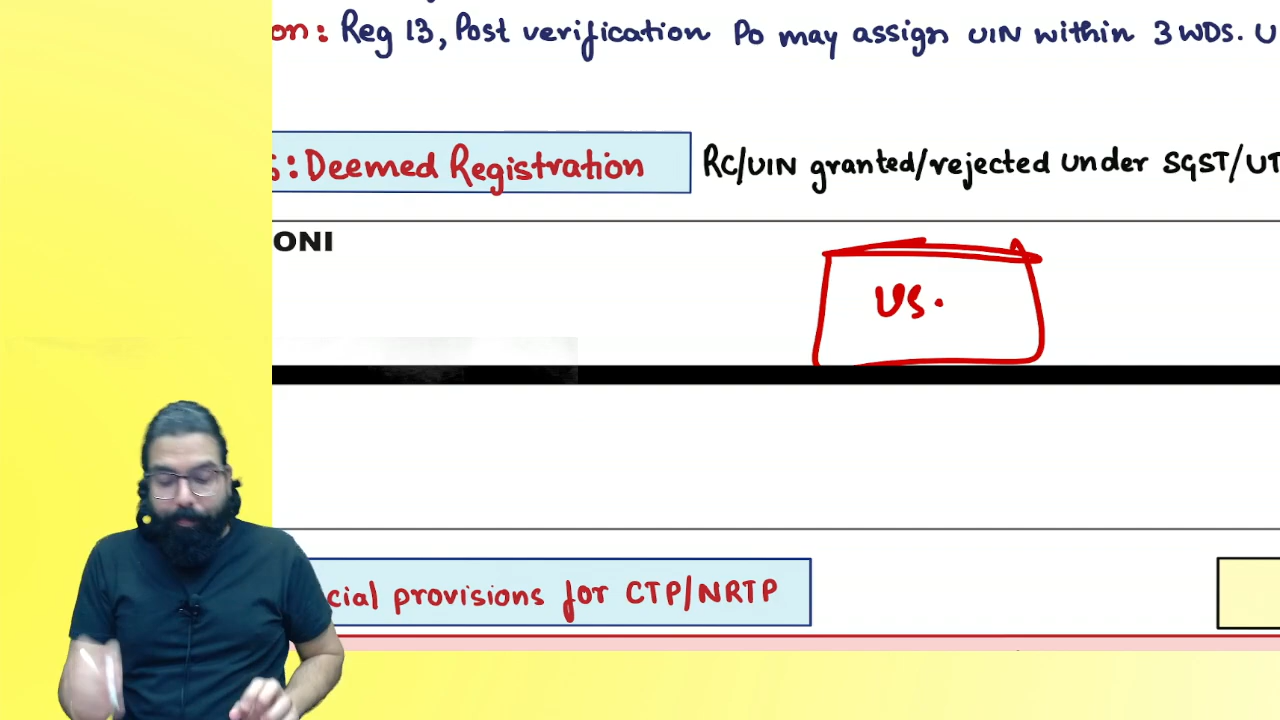 on: Reg 13, Post verification PO may assign UIN within 3 WDS. U
s: Deemed Registration RC/UIN granted/rejected under SGST/UT
ONI
US.
cial provisions for CTP/NRTP